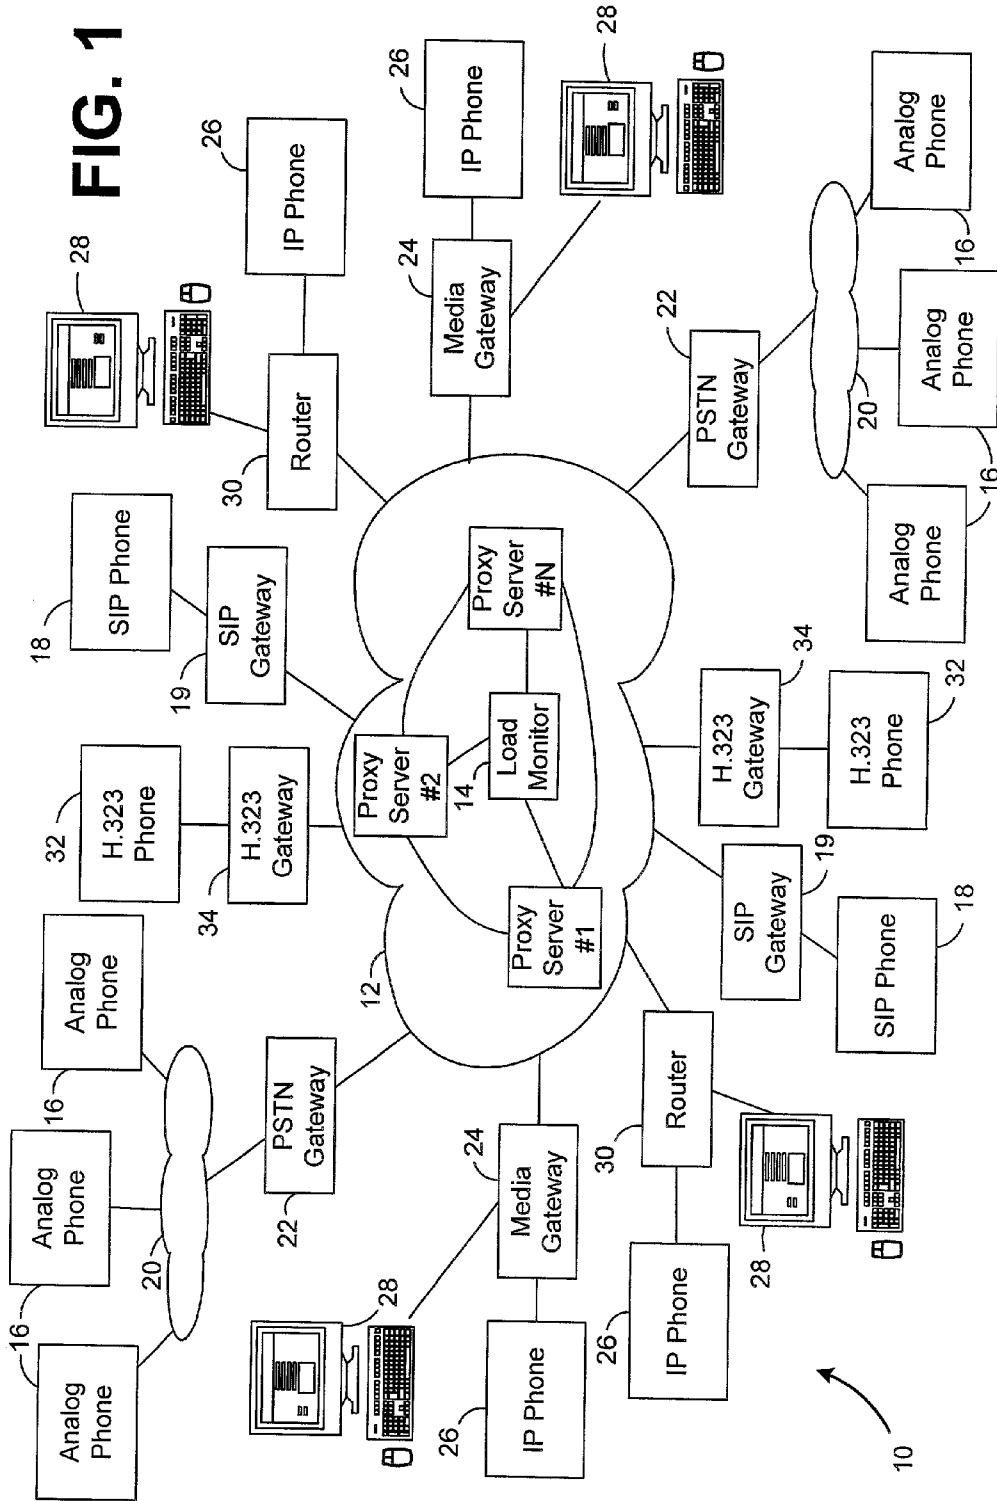 FIG. 1
16
Analog
Phone
Analog
Phone
16
Analog
Phone
32
H.323
Phone
18
SIP Phone
28
20
22
PSTN
Gateway
34
H.323
Gateway
19
SIP
Gateway
30
Router
26
IP Phone
28
12
Proxy
Server
#2
24
Media
Gateway
26
IP Phone
26
IP Phone
24
Media
Gateway
Proxy
Server
#1
14
Load
Monitor
Proxy
Server
#N
28
26
IP Phone
30
Router
28
19
SIP
Gateway
34
H.323
Gateway
22
PSTN
Gateway
20
18
SIP Phone
32
H.323
Phone
Analog
Phone
16
Analog
Phone
16
Analog
Phone
10